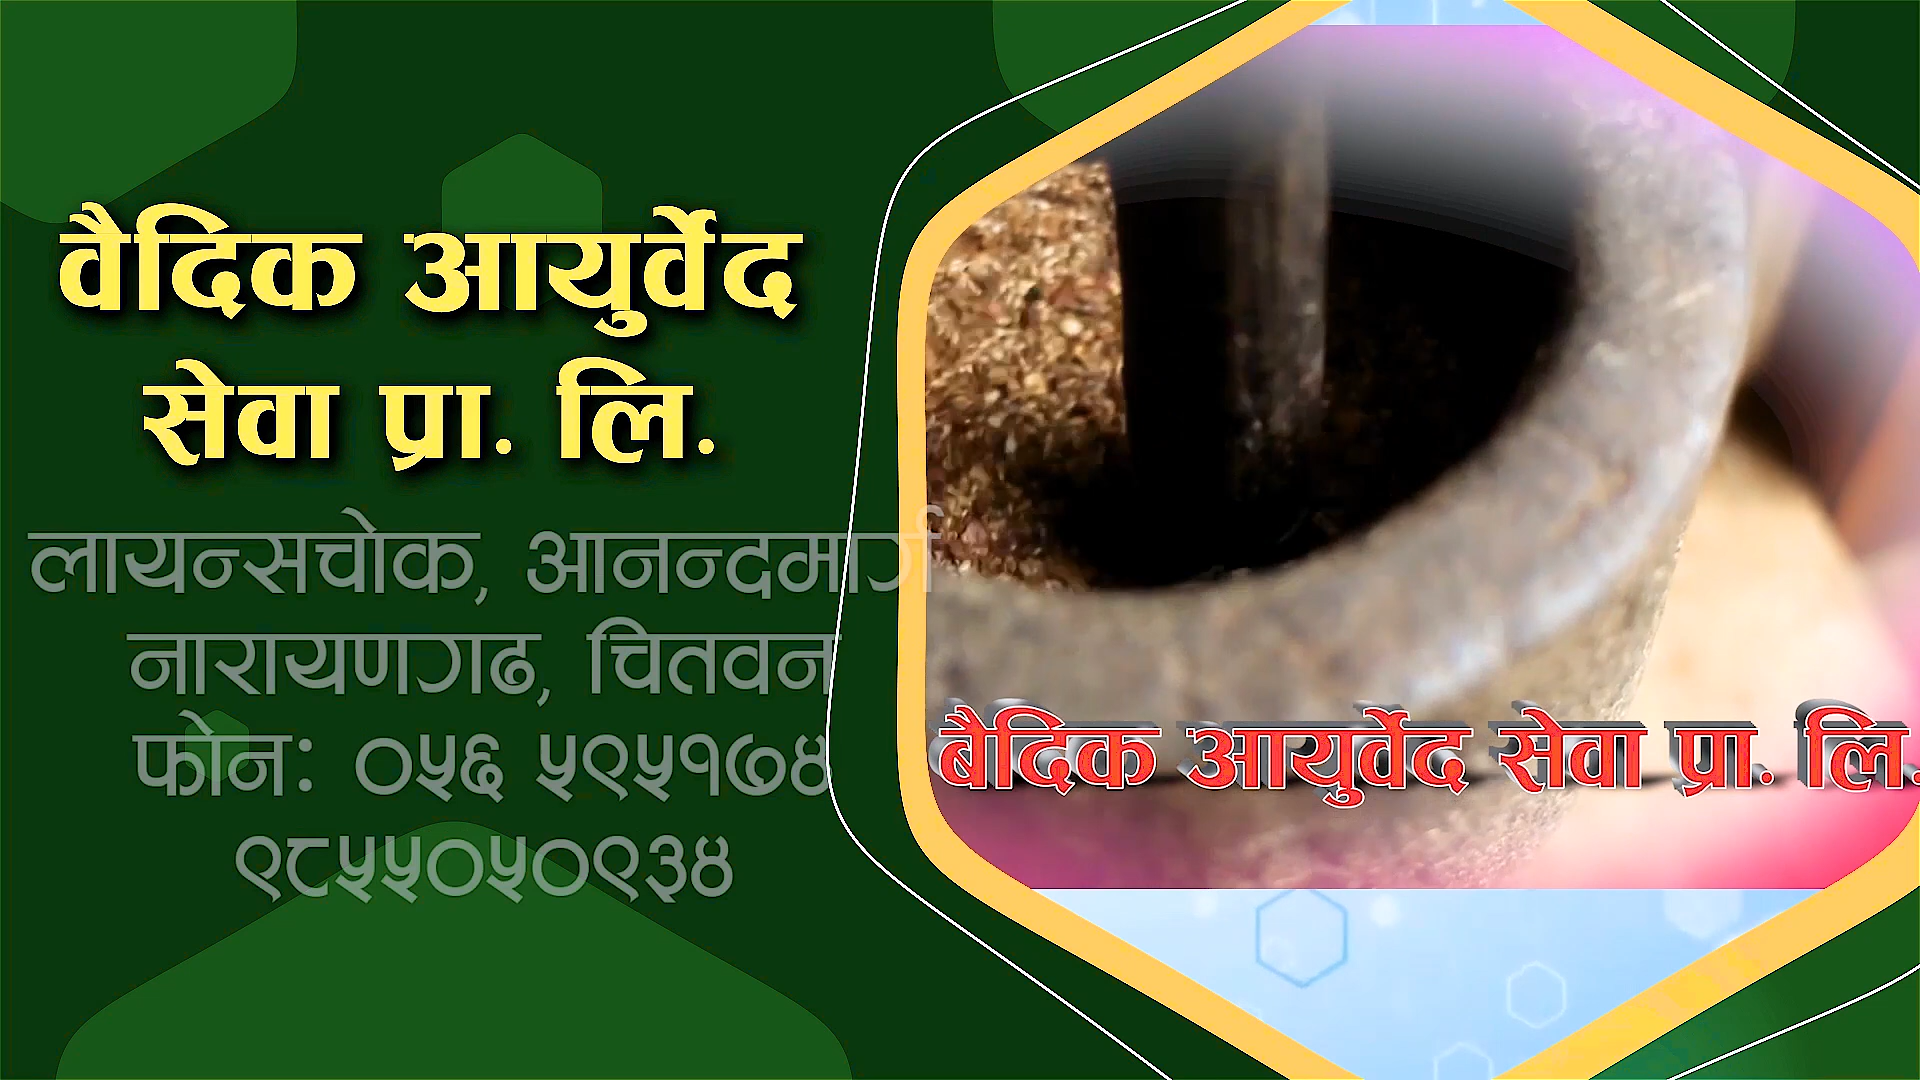 वैदिक आयुर्वेद
सेवा प्रा. लि.
लायन्सचोक, आनन्दमार्ग
नारायणगढ, चितवन
फोनः ०५६ ५९५१७४
९८५५०५०९३४
बैदिक आयुर्वेद सेवा प्रा. लि.